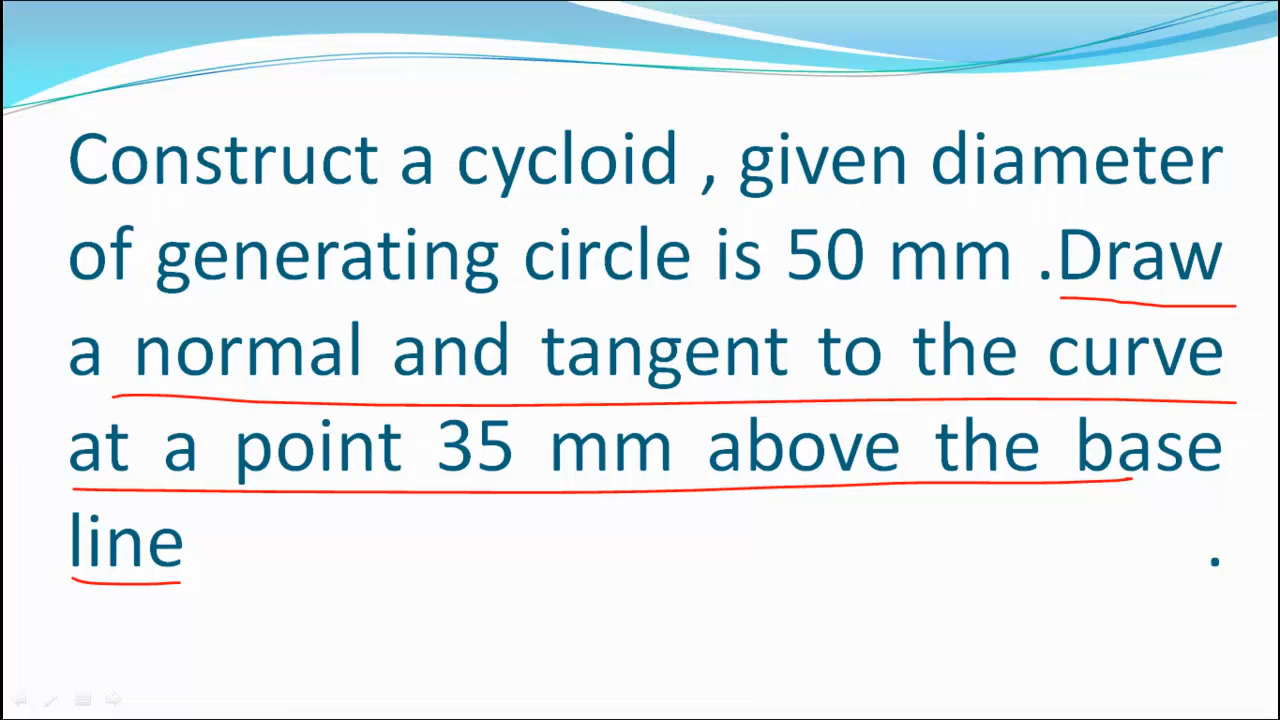 Construct a cycloid , given diameter
of generating circle is 50 mm .Draw
a normal and tangent to the curve
at a point 35 mm above the base
line .